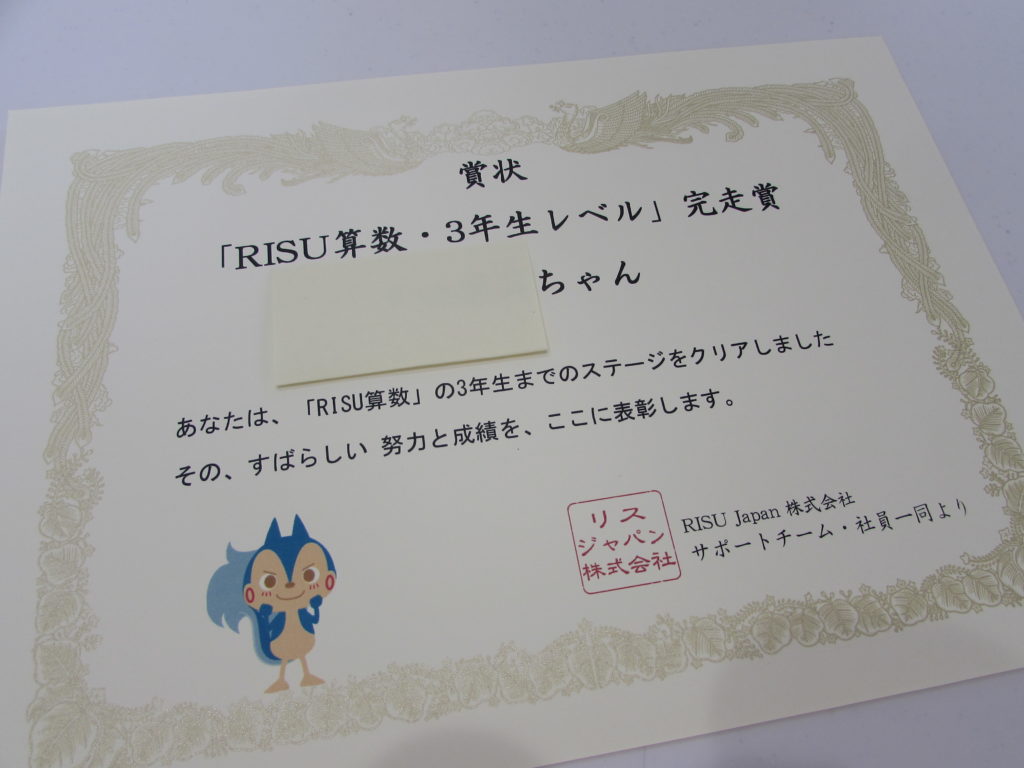 賞状
「RISU算数・3年生レベル」完走賞
ちゃん
あなたは、「RISU算数」の3年生までのステージをクリアしました
その、すばらしい 努力と成績を、ここに表彰します。
リス
ジャパン
株式会社
RISU Japan 株式会社
サポートチーム・社員一同より